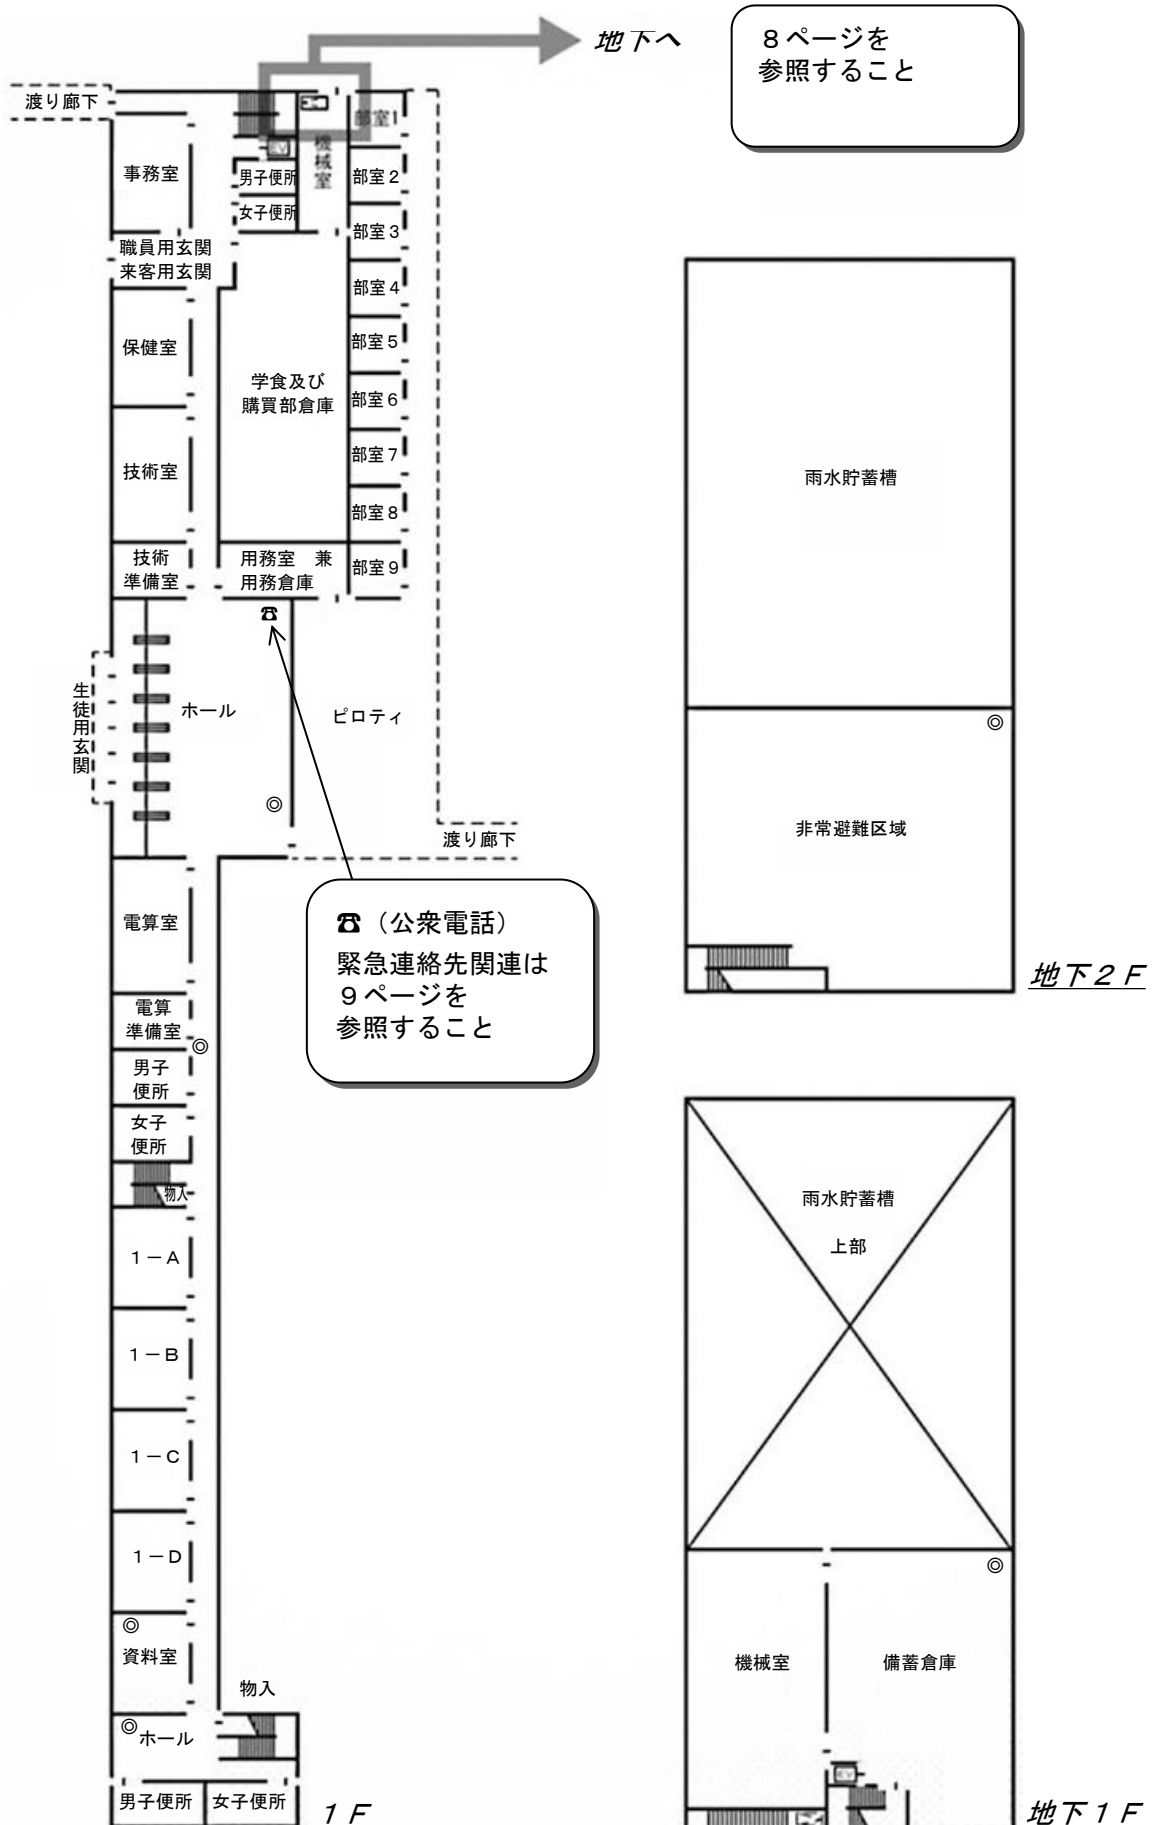 地下へ
８ページを
参照すること
渡り廊下
部室1
機械室
事務室
男子便所
部室２
女子便所
部室３
職員用玄関
来客用玄関
部室４
保健室
部室５
学食及び
購買部倉庫
部室６
技術室
部室７
部室８
技術
準備室
用務室　兼
用務倉庫
部室９
☎
生徒用玄関
ホール
ピロティ
◎
渡り廊下
電算室
☎（公衆電話）
緊急連絡先関連は
９ページを
参照すること
電算
準備室
◎
男子
便所
女子
便所
物入
１－Ａ
１－Ｂ
１－Ｃ
１－Ｄ
◎
資料室
物入
◎
ホール
男子便所
女子便所
１Ｆ
雨水貯蓄槽
◎
非常避難区域
地下２Ｆ
雨水貯蓄槽
上部
◎
機械室
備蓄倉庫
EV
地下１Ｆ